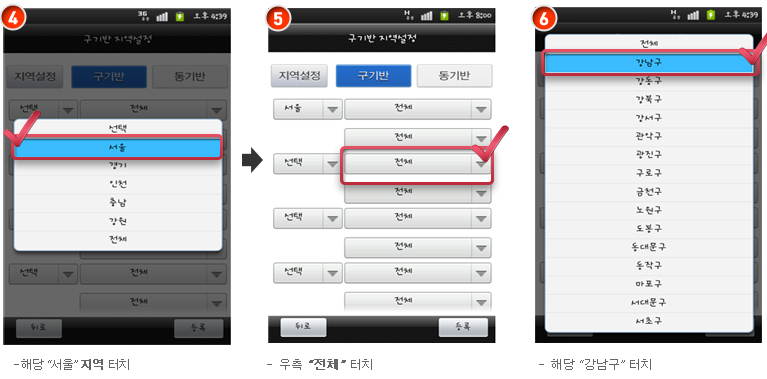 4
3G
오후 4:39
구기반 지역설정
지역설정
구기반
동기반
선택
전체
선택
서울
경기
인천
충남
강원
전체
선택
전체
전체
뒤로
등록
-해당 “서울” 지역 터치
5
H
오후 8:00
구기반 지역설정
지역설정
구기반
동기반
서울
전체
전체
선택
전체
전체
선택
전체
전체
선택
전체
전체
뒤로
등록
- 우측 “전체” 터치
6
H
오후 4:39
전체
강남구
강동구
강북구
강서구
관악구
광진구
구로구
금천구
노원구
도봉구
동대문구
동작구
마포구
서대문구
서초구
- 해당 “강남구” 터치